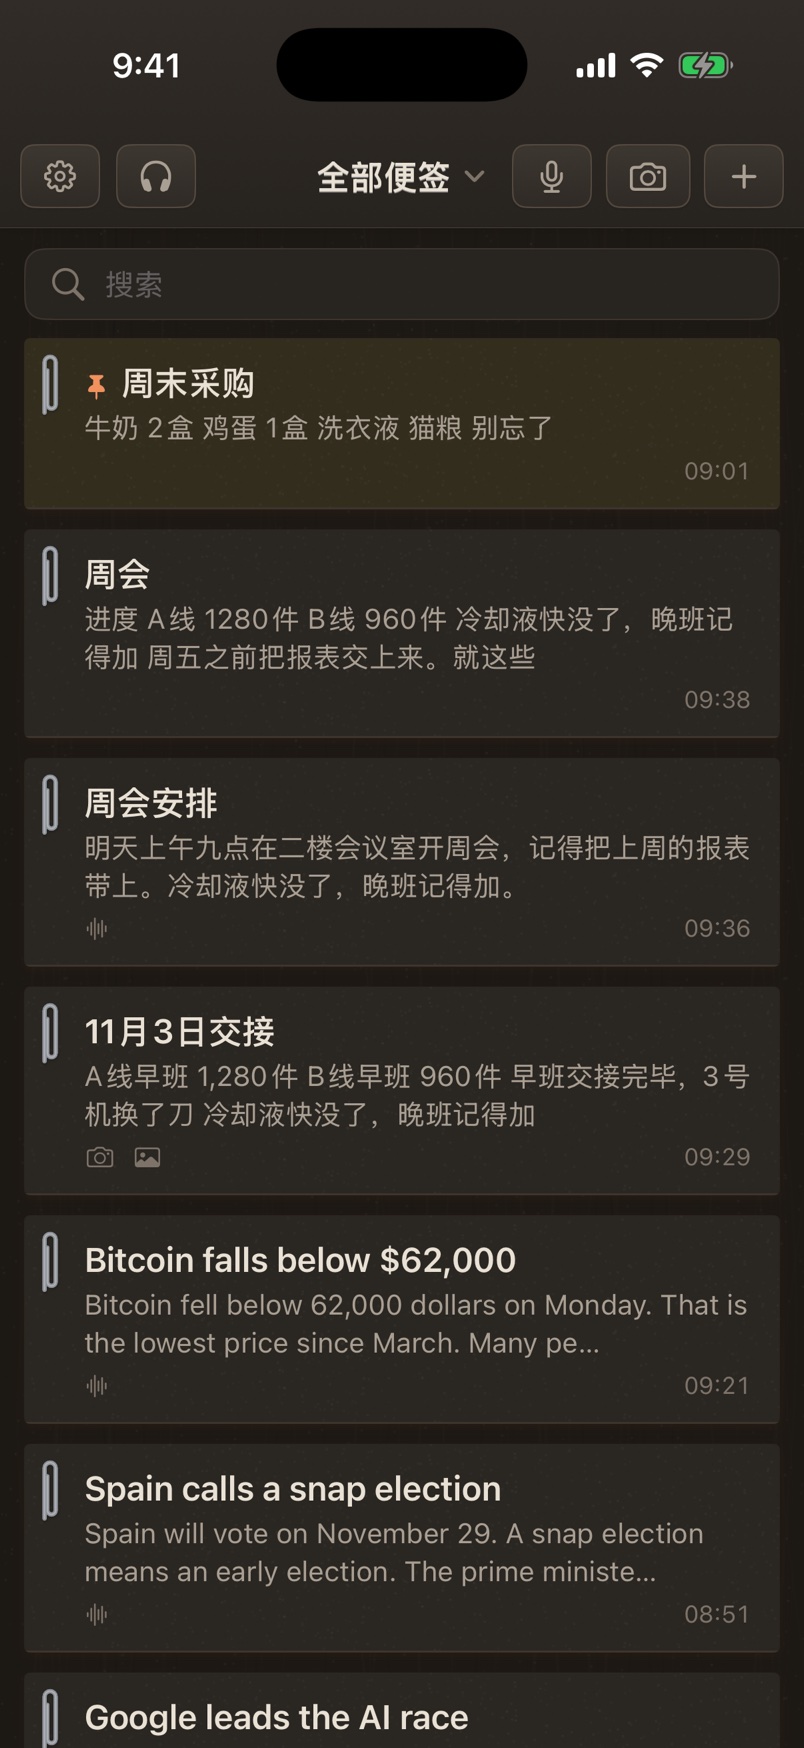 9:41
全部便签
搜索
周末采购
牛奶 2盒 鸡蛋 1盒 洗衣液 猫粮 别忘了
09:01
周会
进度 A线 1280件 B线 960件 冷却液快没了，晚班记
得加 周五之前把报表交上来。就这些
09:38
周会安排
明天上午九点在二楼会议室开周会，记得把上周的报表
带上。冷却液快没了，晚班记得加。
09:36
11月3日交接
A线早班 1,280件 B线早班 960件 早班交接完毕，3号
机换了刀 冷却液快没了，晚班记得加
09:29
Bitcoin falls below $62,000
Bitcoin fell below 62,000 dollars on Monday. That is
the lowest price since March. Many pe...
09:21
Spain calls a snap election
Spain will vote on November 29. A snap election
means an early election. The prime ministe...
08:51
Google leads the AI race